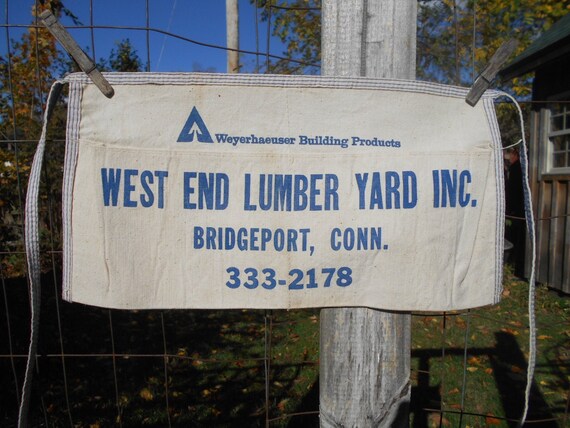 Weyerhaeuser Building Products
WEST END LUMBER YARD INC.
BRIDGEPORT, CONN.
333-2178